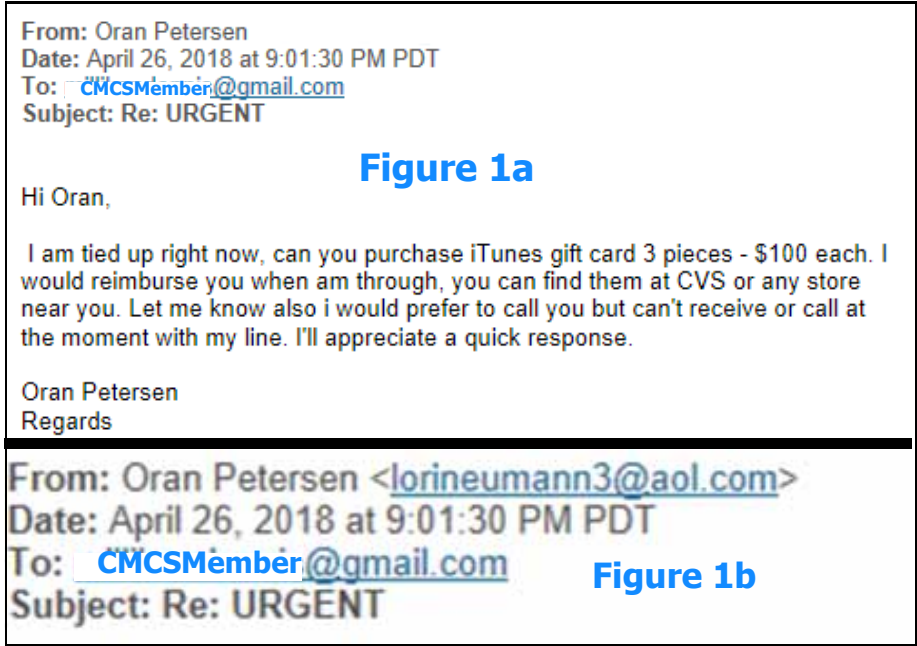 From: Oran Petersen
Date: April 26, 2018 at 9:01:30 PM PDT
To: CMCSMember@gmail.com
Subject: Re: URGENT
Figure 1a
Hi Oran,
I am tied up right now, can you purchase iTunes gift card 3 pieces - $100 each. I
would reimburse you when am through, you can find them at CVS or any store
near you. Let me know also i would prefer to call you but can't receive or call at
the moment with my line. I'll appreciate a quick response.
Oran Petersen
Regards
From: Oran Petersen <lorineumann3@aol.com>
Date: April 26, 2018 at 9:01:30 PM PDT
To: CMCSMember@gmail.com
Figure 1b
Subject: Re: URGENT